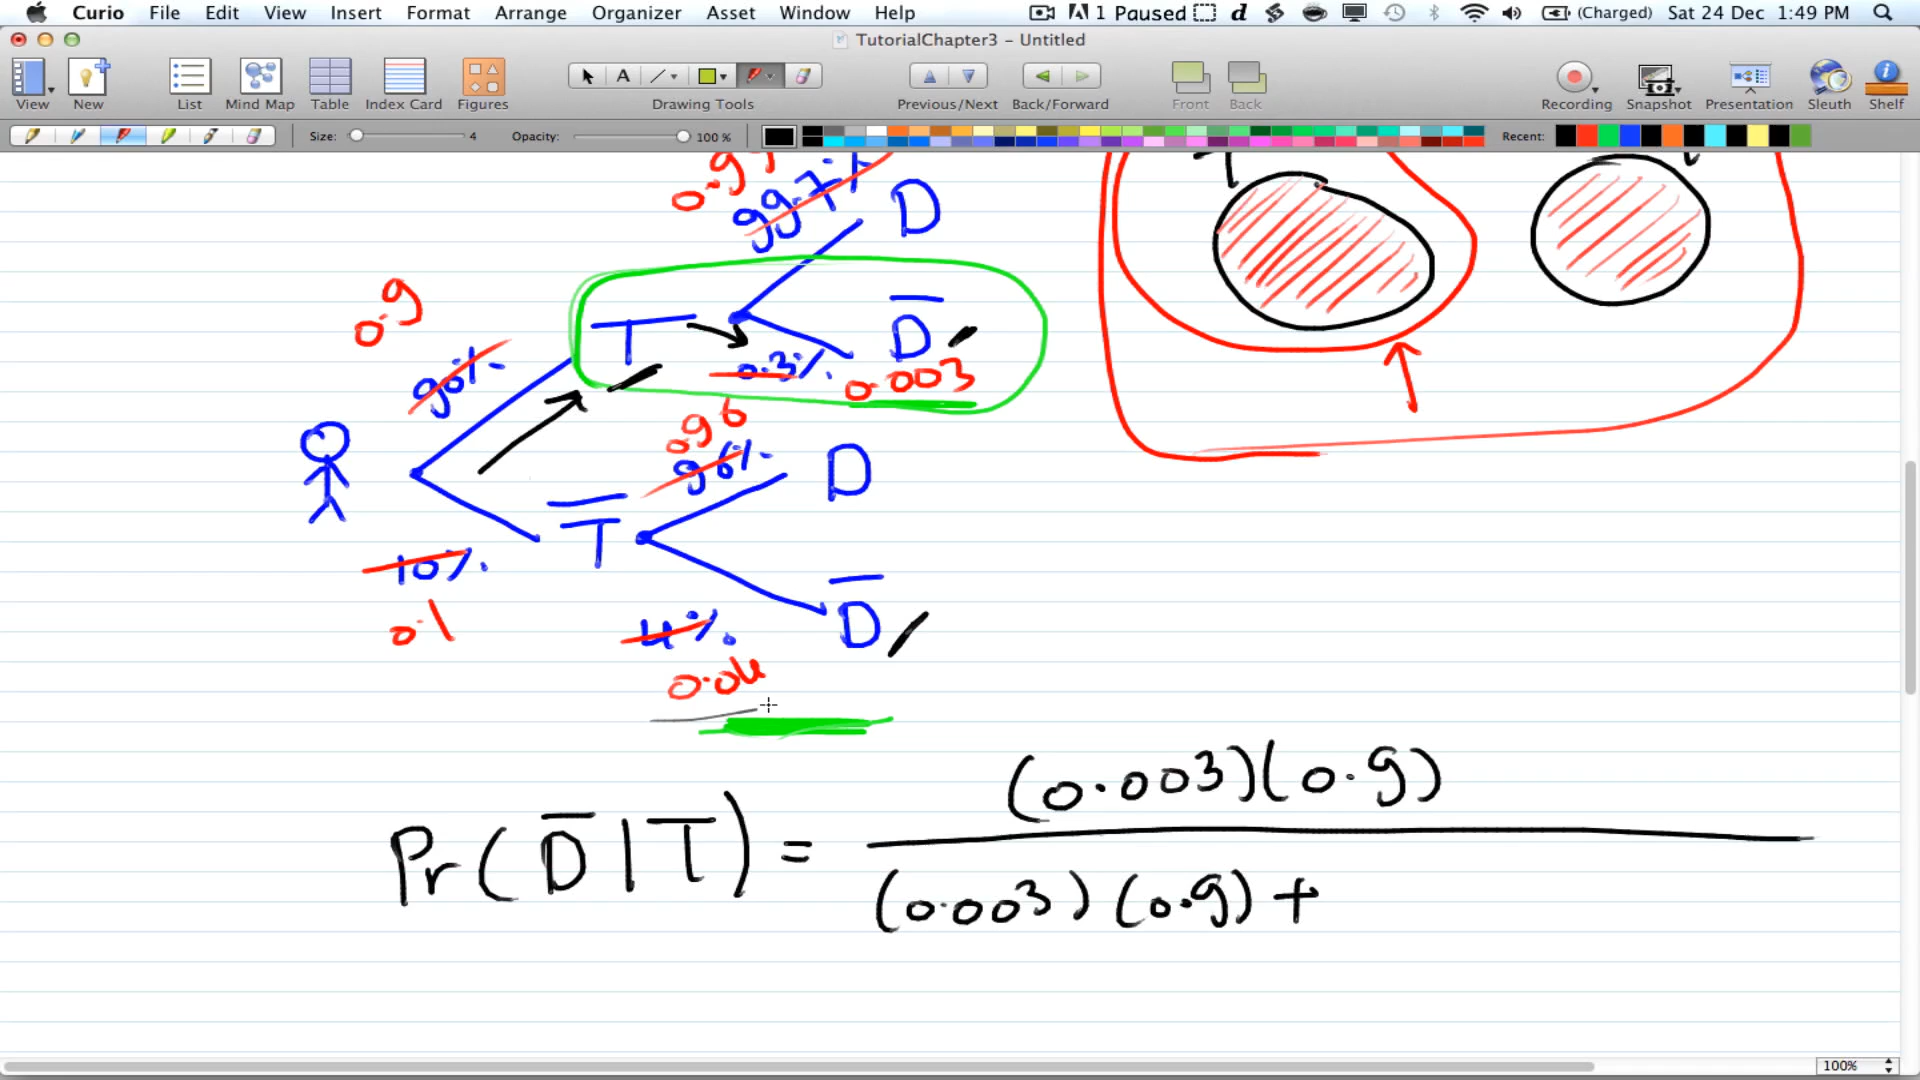 Curio File Edit View Insert Format Arrange Organizer Asset Window Help 1 Paused (Charged) Sat 24 Dec 1:49 PM
TutorialChapter3 – Untitled
View New List Mind Map Table Index Card Figures Drawing Tools Previous/Next Back/Forward Front Back Recording Snapshot Presentation Sleuth Shelf
Size: 4 Opacity: 100 % Recent:
99.7% D
0.9
90%
T D
0.3% 0.003
0.96
96% D
T
10%
0.1
4% D
0.04
(0.003)(0.9)
Pr( D̅ | T ) =
(0.003) (0.9) +
100%